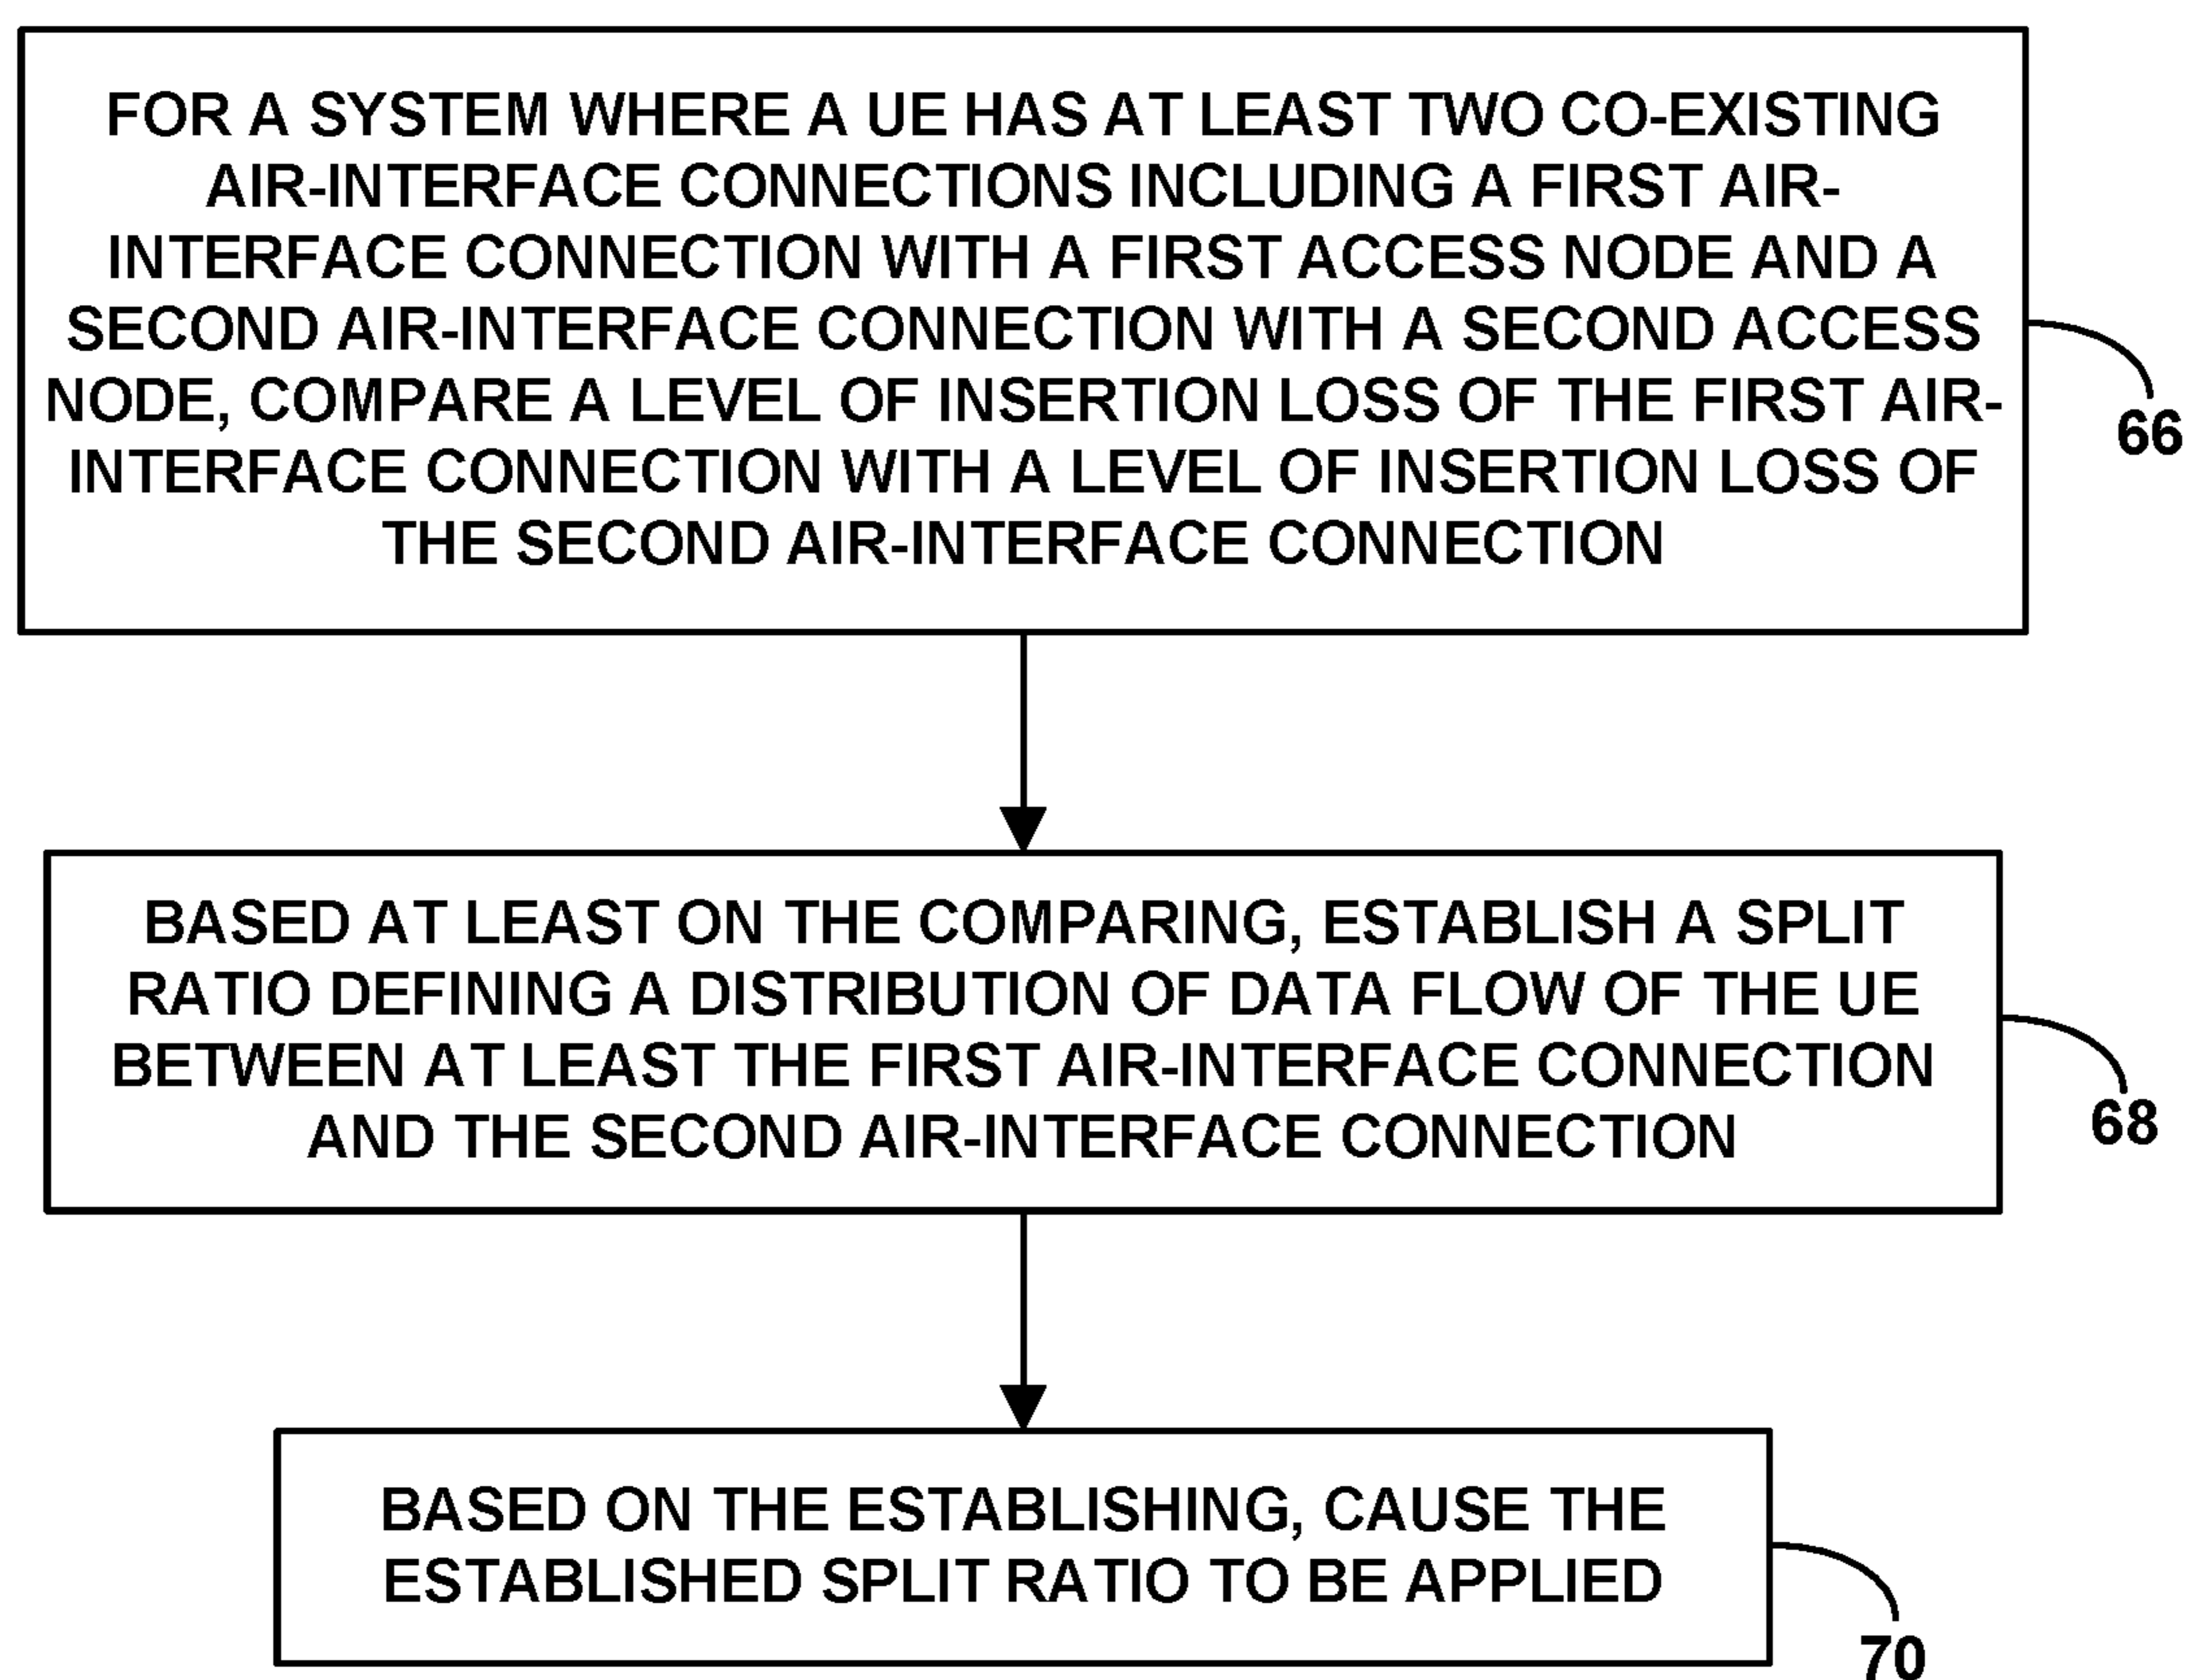 FOR A SYSTEM WHERE A UE HAS AT LEAST TWO CO-EXISTING
AIR-INTERFACE CONNECTIONS INCLUDING A FIRST AIR-
INTERFACE CONNECTION WITH A FIRST ACCESS NODE AND A
SECOND AIR-INTERFACE CONNECTION WITH A SECOND ACCESS
NODE, COMPARE A LEVEL OF INSERTION LOSS OF THE FIRST AIR-
INTERFACE CONNECTION WITH A LEVEL OF INSERTION LOSS OF
THE SECOND AIR-INTERFACE CONNECTION
66
BASED AT LEAST ON THE COMPARING, ESTABLISH A SPLIT
RATIO DEFINING A DISTRIBUTION OF DATA FLOW OF THE UE
BETWEEN AT LEAST THE FIRST AIR-INTERFACE CONNECTION
AND THE SECOND AIR-INTERFACE CONNECTION
68
BASED ON THE ESTABLISHING, CAUSE THE
ESTABLISHED SPLIT RATIO TO BE APPLIED
70